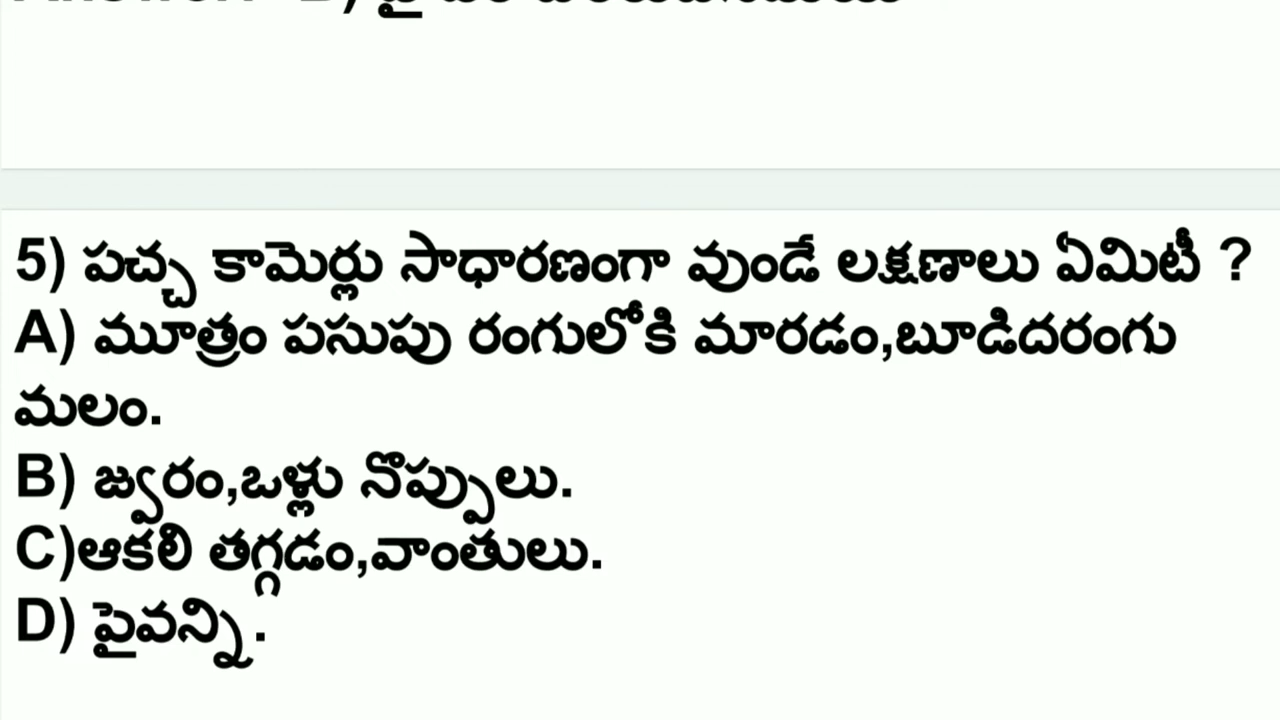 5) పచ్చ కామెర్లు సాధారణంగా వుండే లక్షణాలు ఏమిటీ ?
A) మూత్రం పసుపు రంగులోకి మారడం,బూడిదరంగు
మలం.
B) జ్వరం,ఒళ్లు నొప్పులు.
C)ఆకలి తగ్గడం,వాంతులు.
D) పైవన్ని.